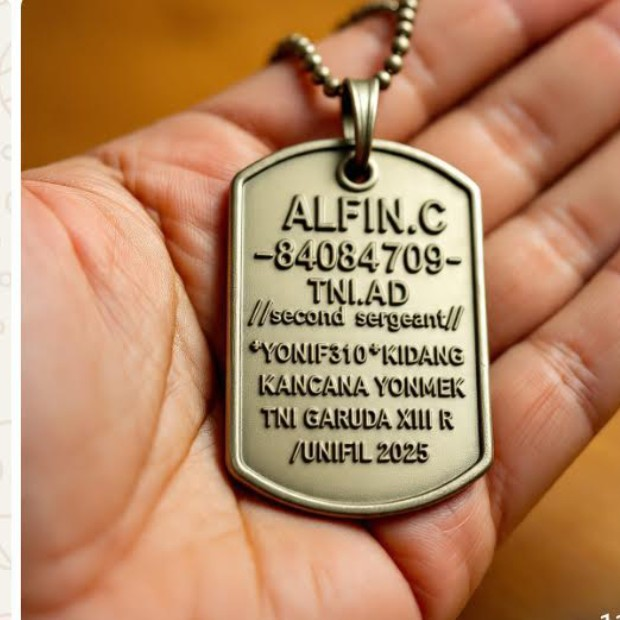 ALFIN.C
-84084709-
TNI.AD
//second sergeant//
*YONIF310*KIDANG
KANCANA YONMEK
TNI GARUDA XIII R
/UNIFIL 2025